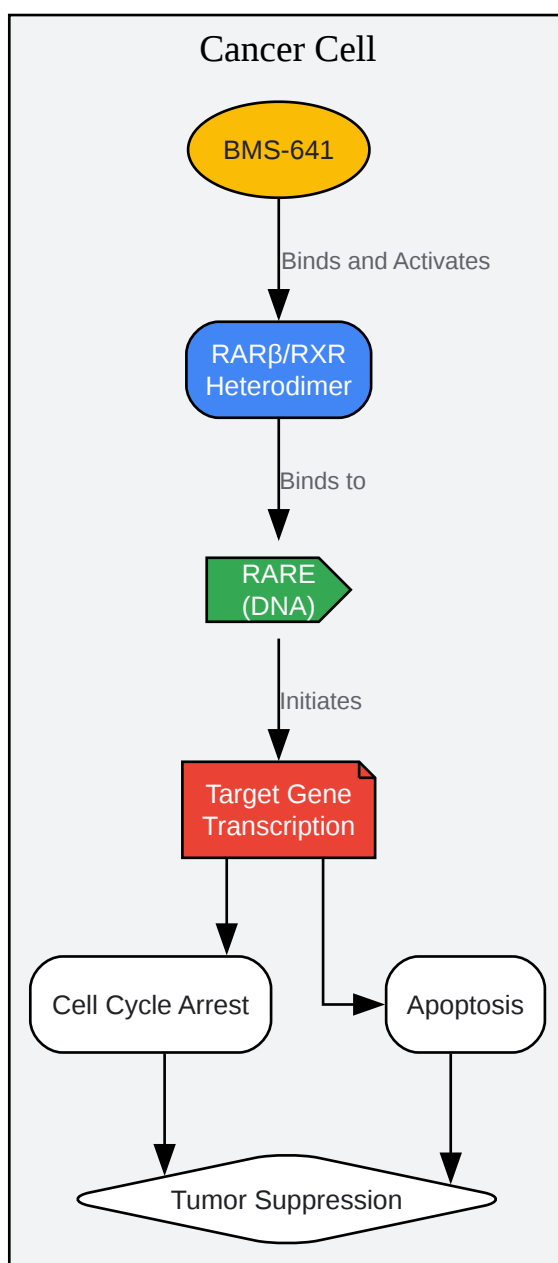 Cancer Cell
BMS-641
Binds and Activates
RARβ/RXR
Heterodimer
Binds to
RARE
(DNA)
Initiates
Target Gene
Transcription
Cell Cycle Arrest
Apoptosis
Tumor Suppression